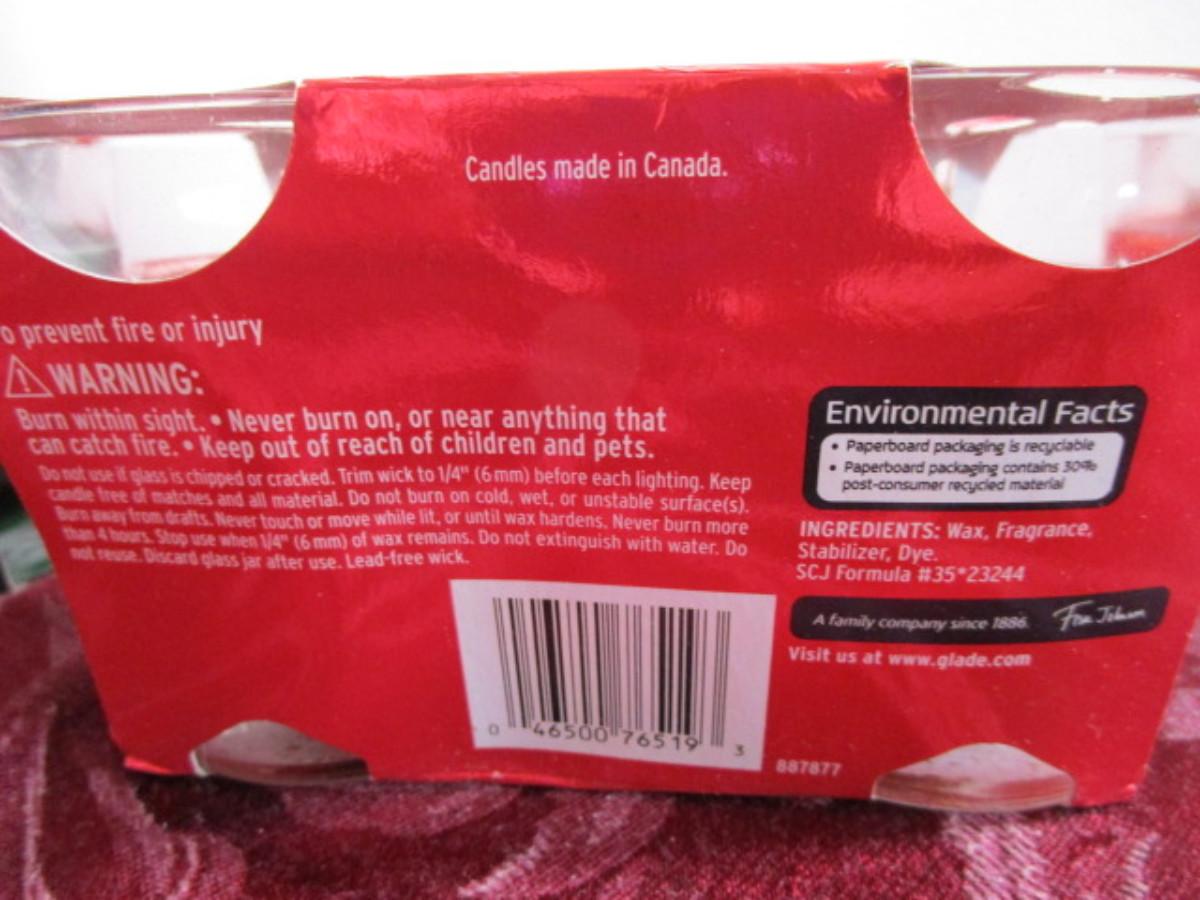 Candles made in Canada.
o prevent fire or injury
WARNING:
Burn within sight. • Never burn on, or near anything that
can catch fire. • Keep out of reach of children and pets.
Do not use if glass is chipped or cracked. Trim wick to 1/4" (6mm) before each lighting. Keep
candle free of matches and all material. Do not burn on cold, wet, or unstable surface(s).
Burn away from drafts. Never touch or move while lit, or until wax hardens. Never burn more
than 4 hours. Stop use when 1/4" (6 mm) of wax remains. Do not extinguish with water. Do
not reuse. Discard glass jar after use. Lead-free wick.
Environmental Facts
• Paperboard packaging is recyclable
• Paperboard packaging contains 30%
post-consumer recycled material
INGREDIENTS: Wax, Fragrance,
Stabilizer, Dye.
SCJ Formula #35*23244
A family company since 1886.
Visit us at www.glade.com
0 46500 76519 3
887877